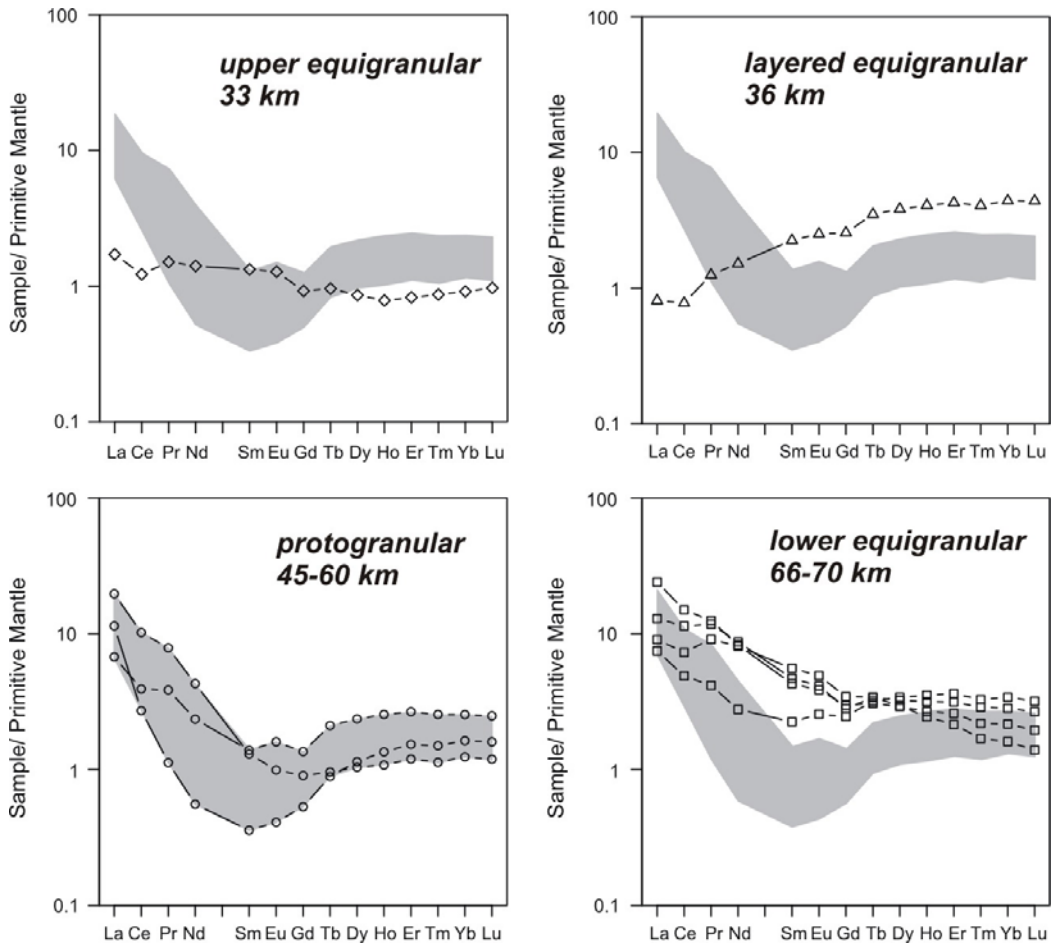 upper equigranular
33 km
Sample/ Primitive Mantle
100
10
1
0.1
La Ce Pr Nd Sm Eu Gd Tb Dy Ho Er Tm Yb Lu
layered equigranular
36 km
Sample/ Primitive Mantle
100
10
1
0.1
La Ce Pr Nd Sm Eu Gd Tb Dy Ho Er Tm Yb Lu
protogranular
45-60 km
Sample/ Primitive Mantle
100
10
1
0.1
La Ce Pr Nd Sm Eu Gd Tb Dy Ho Er Tm Yb Lu
lower equigranular
66-70 km
Sample/ Primitive Mantle
100
10
1
0.1
La Ce Pr Nd Sm Eu Gd Tb Dy Ho Er Tm Yb Lu